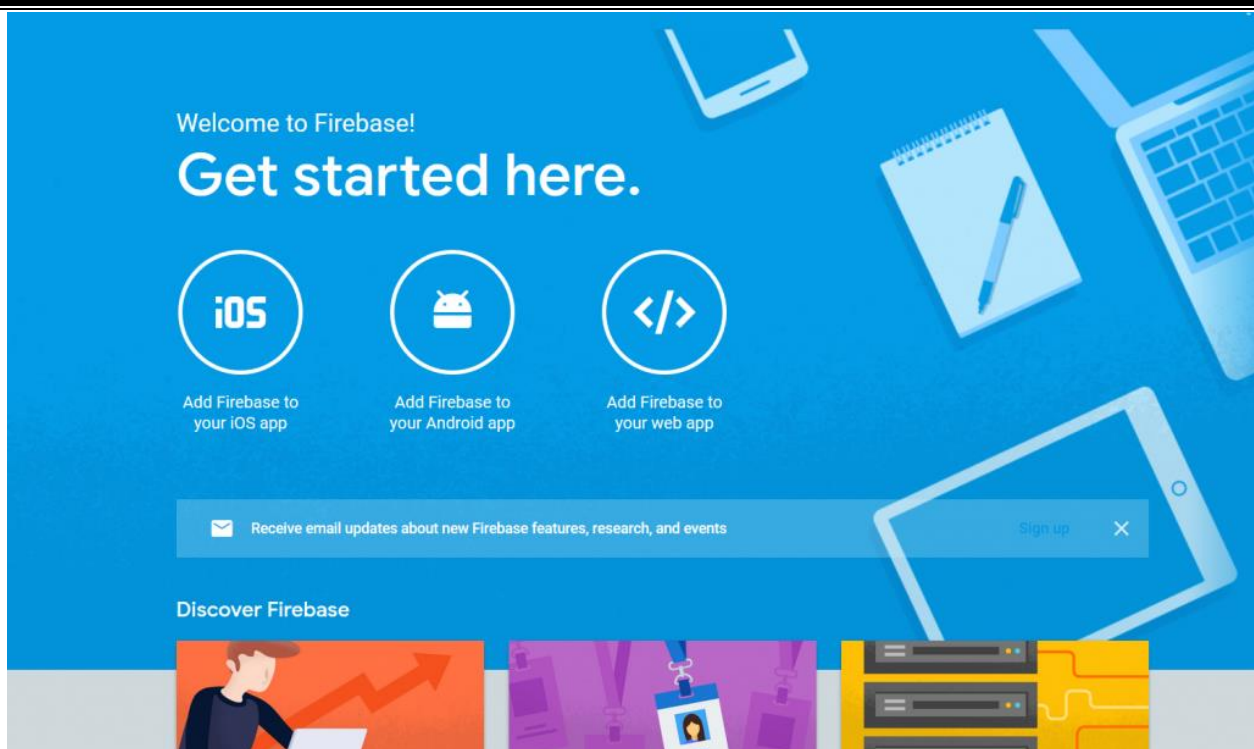 Welcome to Firebase!
Get started here.
iOS
</>
Add Firebase to
your iOS app
Add Firebase to
your Android app
Add Firebase to
your web app
Receive email updates about new Firebase features, research, and events
Sign up
Discover Firebase